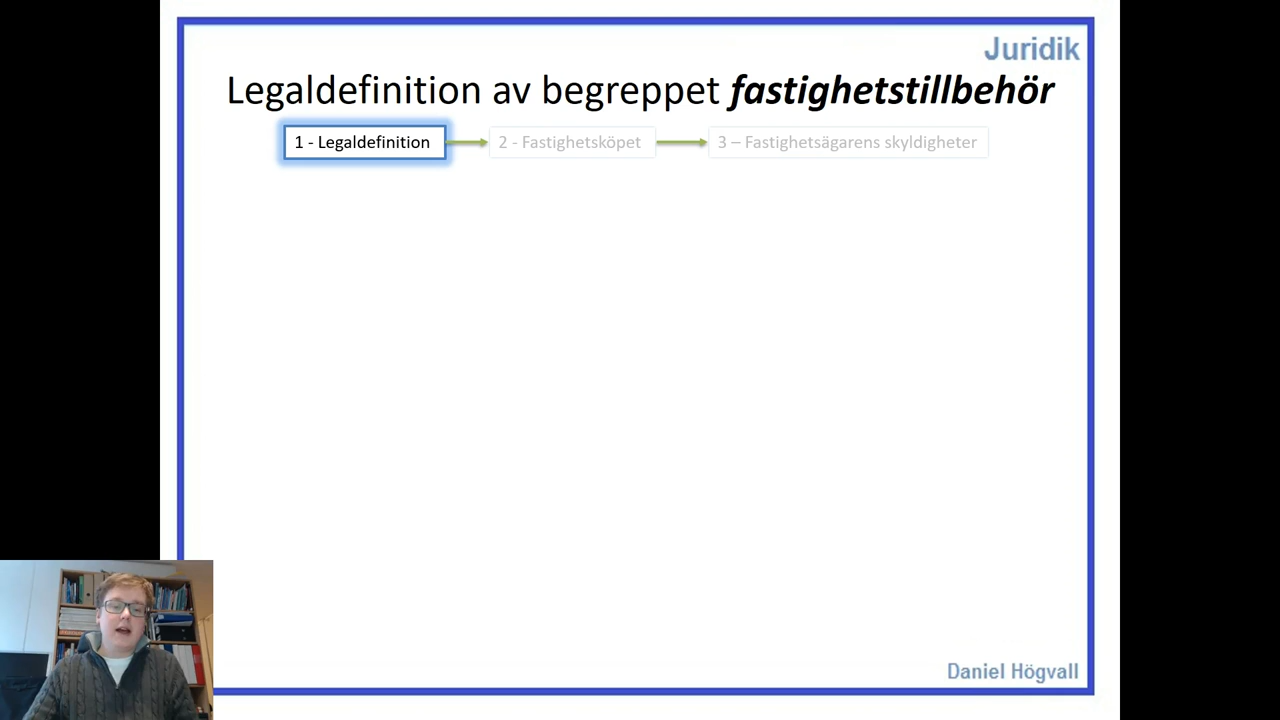 Juridik
Legaldefinition av begreppet fastighetstillbehör
1 - Legaldefinition
2 - Fastighetsköpet
3 – Fastighetsägarens skyldigheter
Daniel Högvall